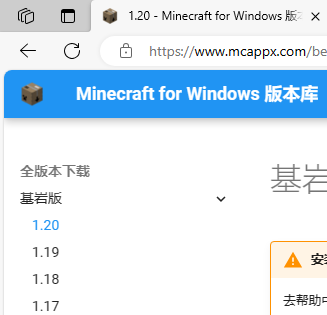 1.20 - Minecraft for Windows 版本
https://www.mcappx.com/be
Minecraft for Windows 版本库
全版本下载
基岩版
1.20
1.19
1.18
1.17
基岩
安装
去帮助中